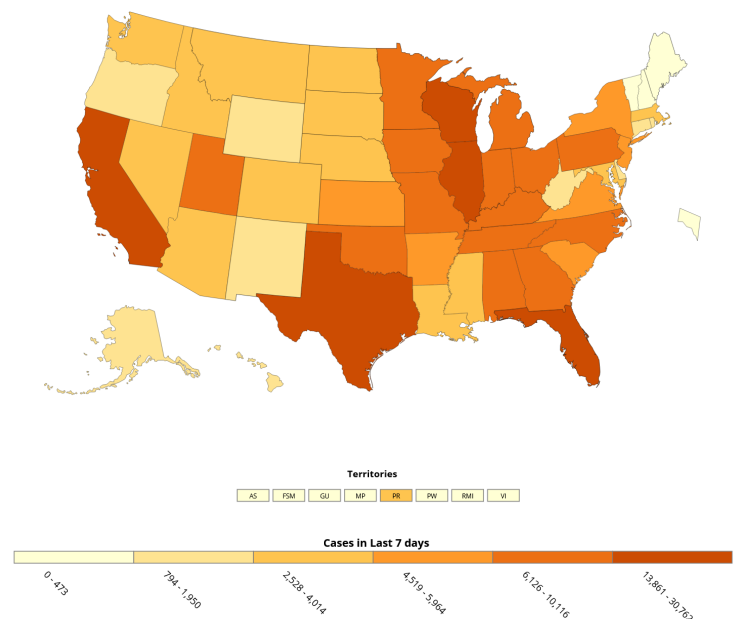 Territories
AS FSM GU MP PR PW RMI VI
Cases in Last 7 days
0 - 473 794 - 1,950 2,528 - 4,014 4,519 - 5,964 6,126 - 10,116 13,861 - 30,762